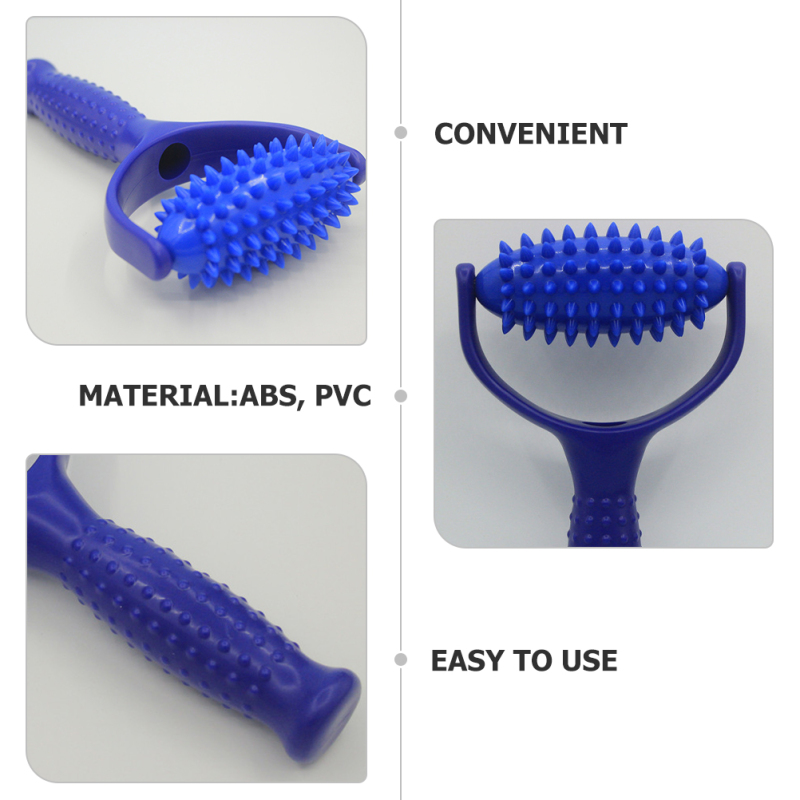 CONVENIENT
MATERIAL:ABS, PVC
EASY TO USE